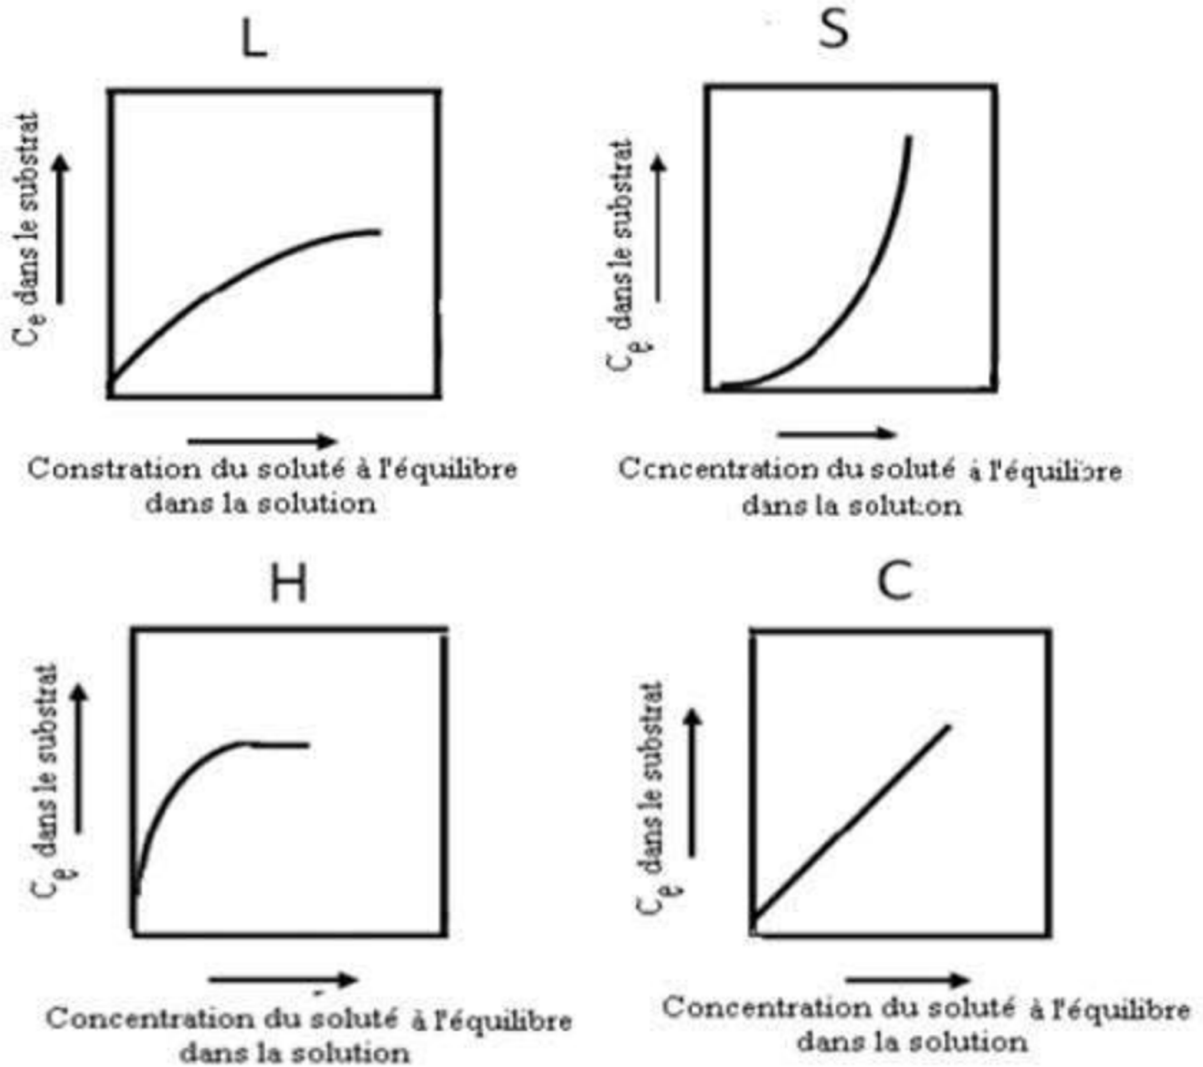 L
Ce dans le substrat
Constration du soluté à l'équilibre
dans la solution
S
Ce dans le substrat
Concentration du soluté à l'équilibre
dans la solution
H
Ce dans le substrat
Concentration du soluté à l'équilibre
dans la solution
C
Ce dans le substrat
Concentration du soluté à l'équilibre
dans la solution